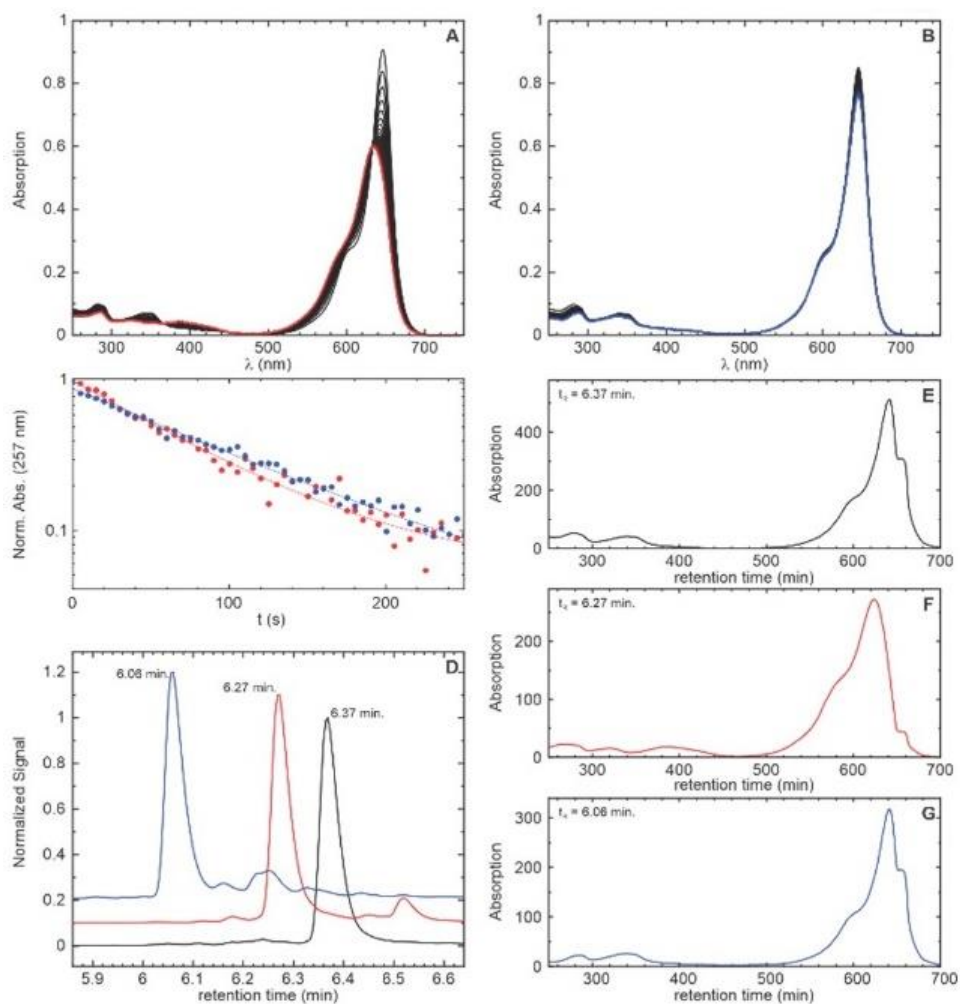 A
1
0.8
0.6
0.4
0.2
0
Absorption
300 400 500 600 700
λ (nm)
B
1
0.8
0.6
0.4
0.2
0
Absorption
300 400 500 600 700
λ (nm)
1
0.1
Norm. Abs. (257 nm)
0 100 200
t (s)
D
1.2
1
0.8
0.6
0.4
0.2
0
Normalized Signal
6.06 min.
6.27 min.
6.37 min.
5.9 6 6.1 6.2 6.3 6.4 6.5 6.6
retention time (min)
E
400
200
0
Absorption
= 6.37 min.
300 400 500 600 700
retention time (min)
F
200
100
0
Absorption
= 6.27 min.
300 400 500 600 700
retention time (min)
G
300
200
100
0
Absorption
= 6.06 min.
300 400 500 600 700
retention time (min)